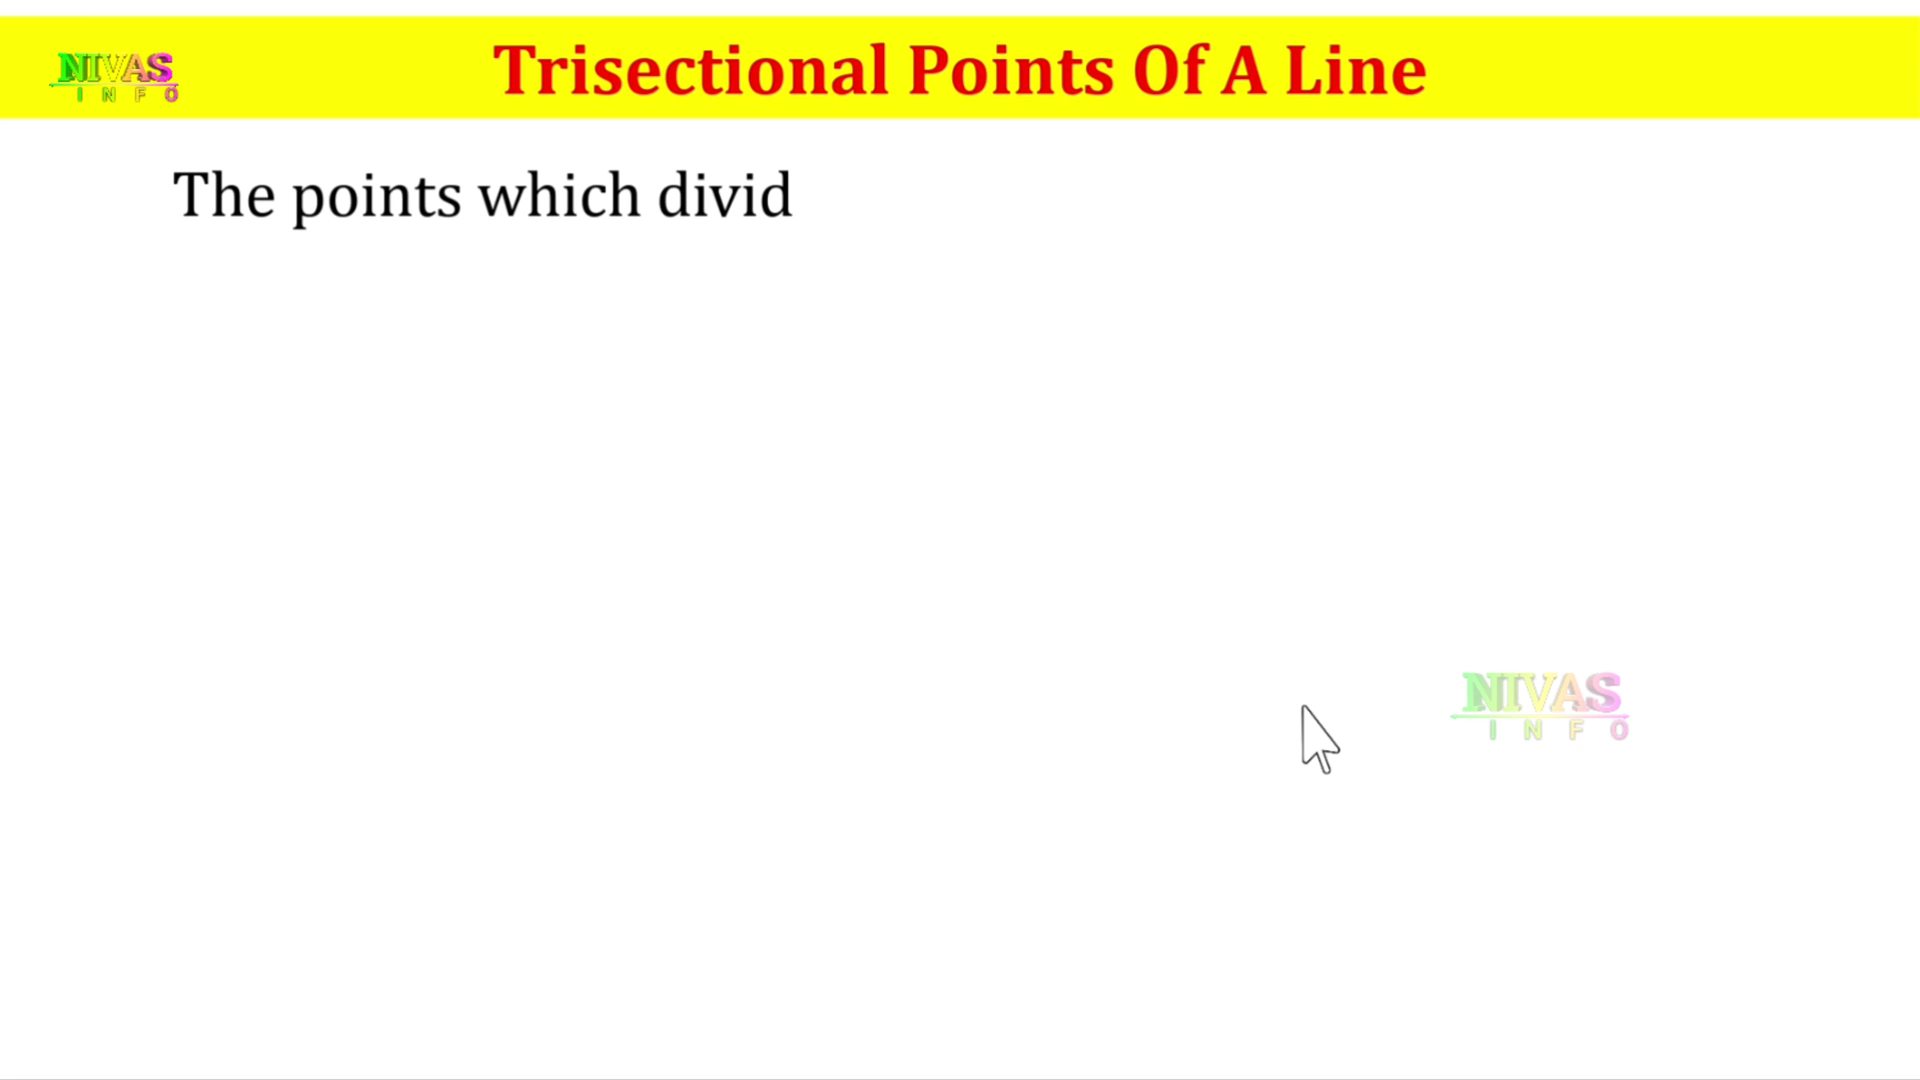 NIVAS
INFO
Trisectional Points Of A Line
The points which divid
NIVAS
INFO